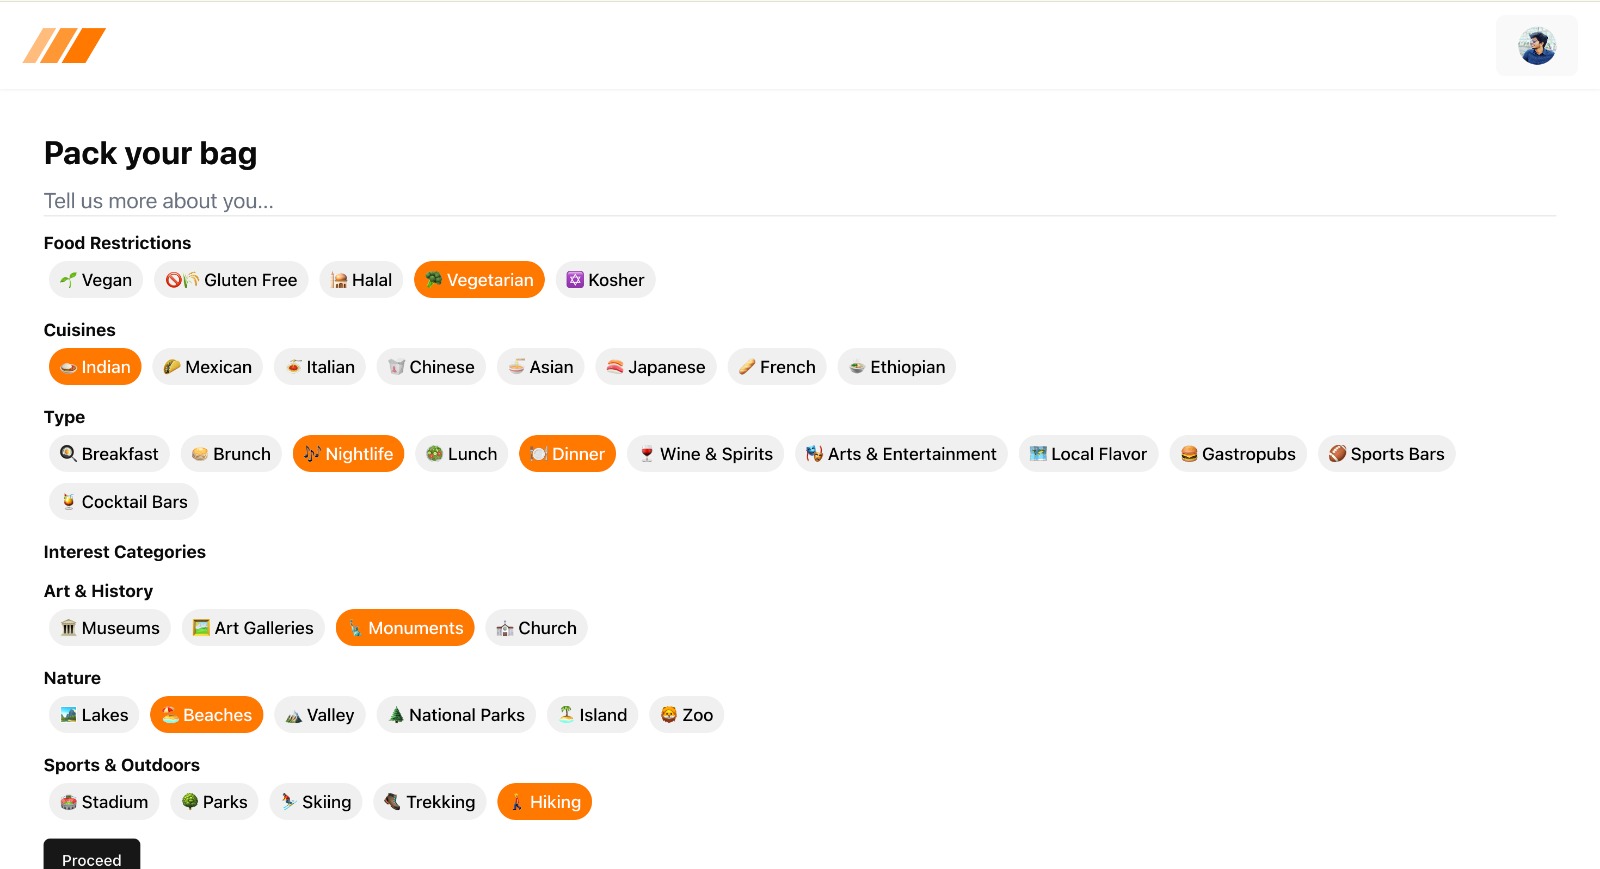 Pack your bag
Tell us more about you...
Food Restrictions
Vegan Gluten Free Halal Vegetarian Kosher
Cuisines
Indian Mexican Italian Chinese Asian Japanese French Ethiopian
Type
Breakfast Brunch Nightlife Lunch Dinner Wine & Spirits Arts & Entertainment Local Flavor Gastropubs Sports Bars
Cocktail Bars
Interest Categories
Art & History
Museums Art Galleries Monuments Church
Nature
Lakes Beaches Valley National Parks Island Zoo
Sports & Outdoors
Stadium Parks Skiing Trekking Hiking
Proceed